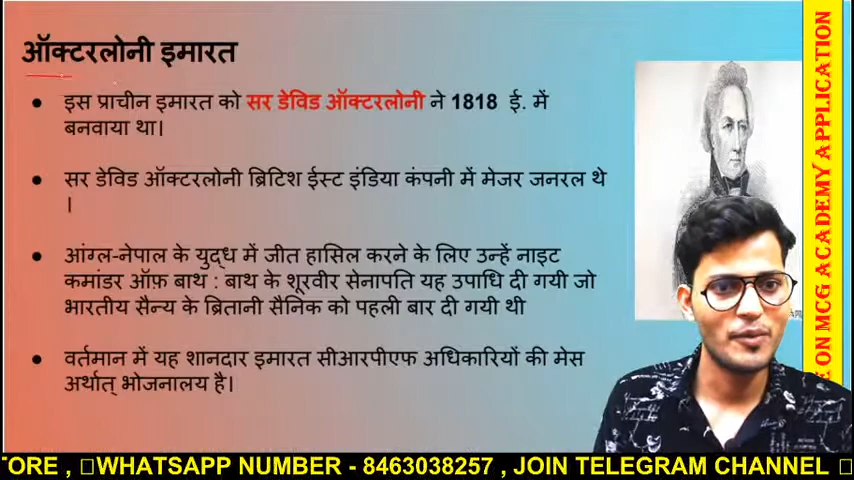 ऑक्टरलोनी इमारत
इस प्राचीन इमारत को सर डेविड ऑक्टरलोनी ने 1818 ई. में
बनवाया था।
सर डेविड ऑक्टरलोनी ब्रिटिश ईस्ट इंडिया कंपनी में मेजर जनरल थे
।
आंग्ल-नेपाल के युद्ध में जीत हासिल करने के लिए उन्हें नाइट
कमांडर ऑफ़ बाथ : बाथ के शूरवीर सेनापति यह उपाधि दी गयी जो
भारतीय सैन्य के ब्रितानी सैनिक को पहली बार दी गयी थी
वर्तमान में यह शानदार इमारत सीआरपीएफ अधिकारियों की मेस
अर्थात् भोजनालय है।
E ON MCG ACADEMY APPLICATION
TORE , WHATSAPP NUMBER - 8463038257 , JOIN TELEGRAM CHANNEL